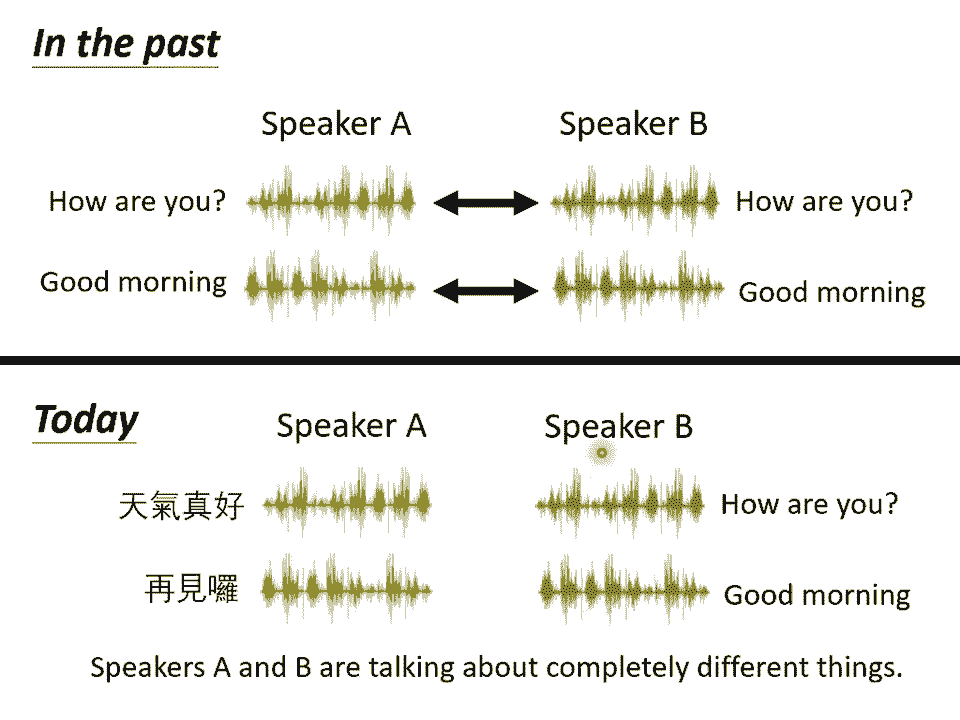 In the past
Speaker A Speaker B
How are you? How are you?
Good morning Good morning
Today
Speaker A Speaker B
天氣真好 How are you?
再見囉 Good morning
Speakers A and B are talking about completely different things.